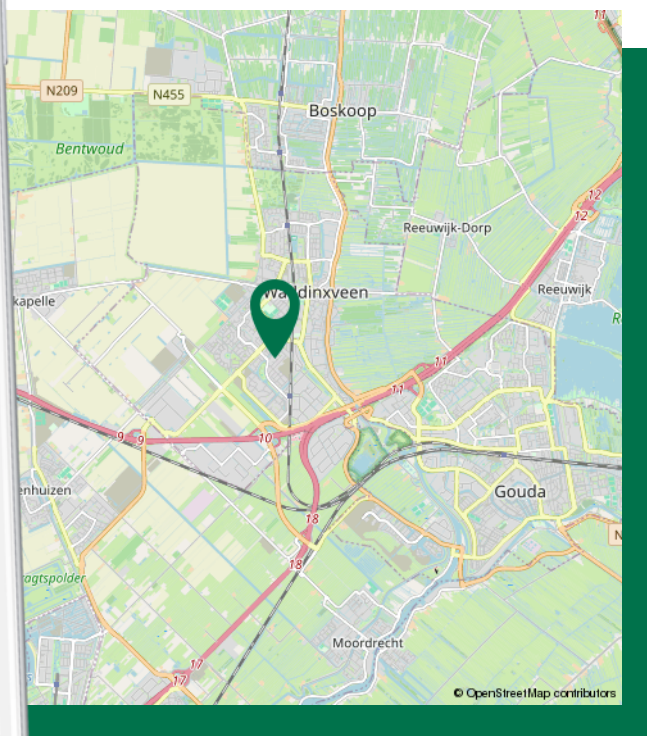 11
N209
N455
Boskoop
Bentwoud
12
12
Reeuwijk-Dorp
Waddinxveen
Reeuwijk
kapelle
R
11
11
9
9
10
enhuizen
Gouda
18
N
18
agtspolder
Moordrecht
17
17
© OpenStreetMap contributors